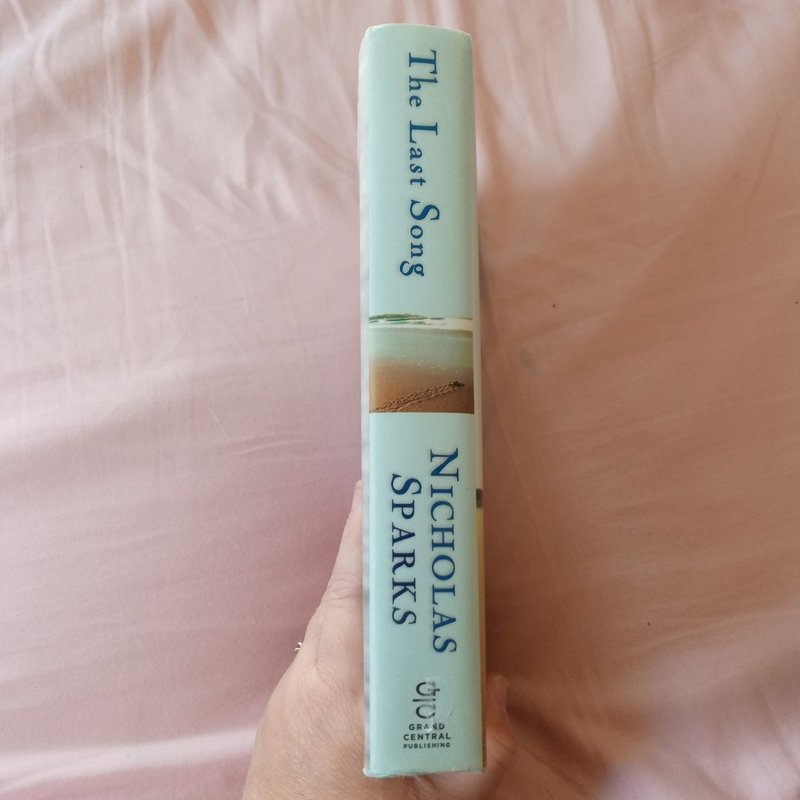 The Last Song
Nicholas
Sparks
GRAND
CENTRAL
PUBLISHING